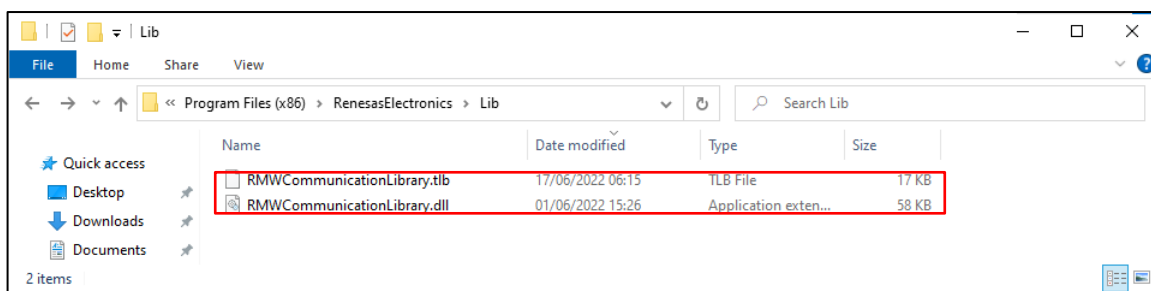 Lib
File Home Share View
« Program Files (x86) > RenesasElectronics > Lib Search Lib
Name Date modified Type Size
Quick access
RMWCommunicationLibrary.tlb 17/06/2022 06:15 TLB File 17 KB
Desktop
RMWCommunicationLibrary.dll 01/06/2022 15:26 Application exten... 58 KB
Downloads
Documents
2 items